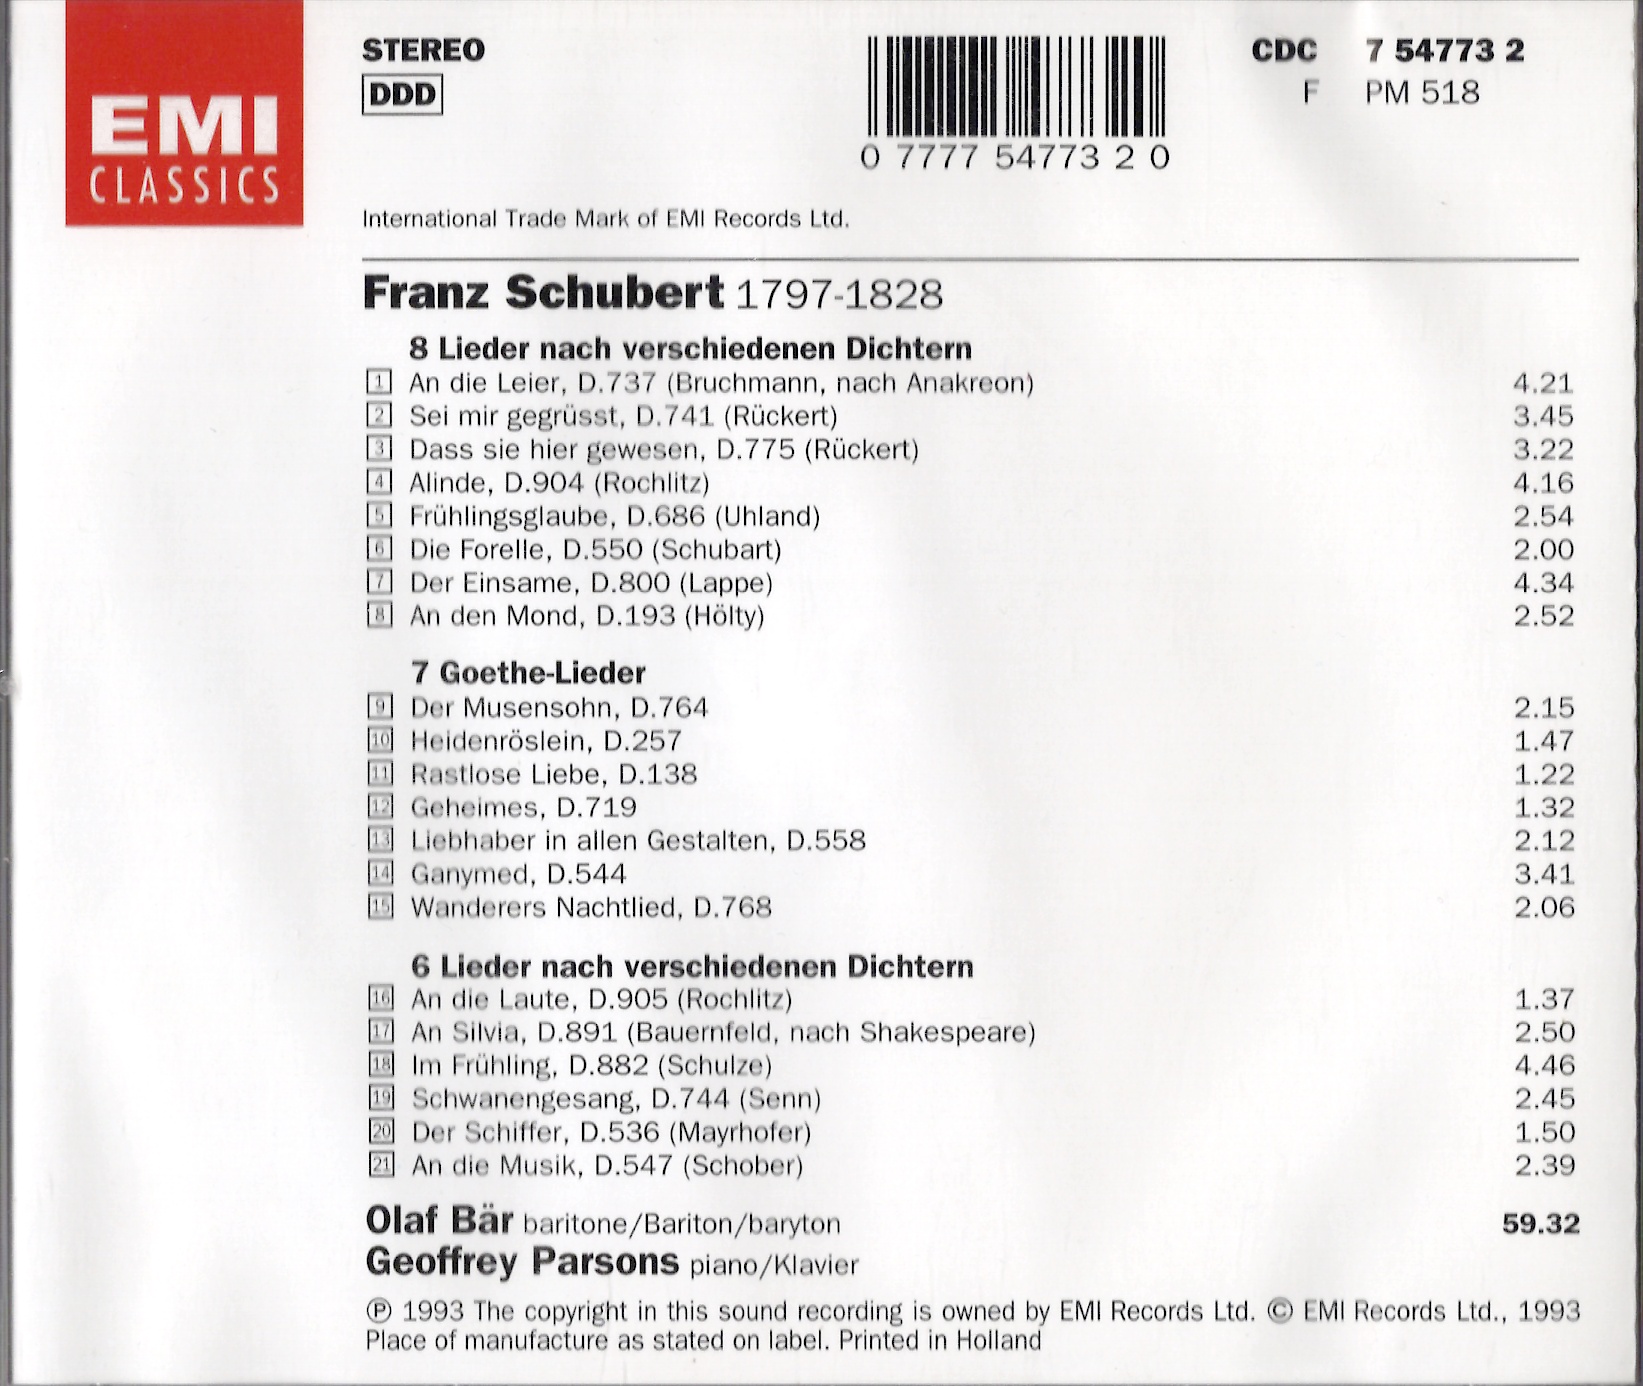 EMI
CLASSICS
STEREO
DDD
0 7777 54773 2 0
CDC 7 54773 2
F PM 518
International Trade Mark of EMI Records Ltd.
Franz Schubert 1797-1828
8 Lieder nach verschiedenen Dichtern
1 An die Leier, D.737 (Bruchmann, nach Anakreon) 4.21
2 Sei mir gegrüsst, D.741 (Rückert) 3.45
3 Dass sie hier gewesen, D.775 (Rückert) 3.22
4 Alinde, D.904 (Rochlitz) 4.16
5 Frühlingsglaube, D.686 (Uhland) 2.54
6 Die Forelle, D.550 (Schubart) 2.00
7 Der Einsame, D.800 (Lappe) 4.34
8 An den Mond, D.193 (Hölty) 2.52
7 Goethe-Lieder
9 Der Musensohn, D.764 2.15
10 Heidenröslein, D.257 1.47
11 Rastlose Liebe, D.138 1.22
12 Geheimes, D.719 1.32
13 Liebhaber in allen Gestalten, D.558 2.12
14 Ganymed, D.544 3.41
15 Wanderers Nachtlied, D.768 2.06
6 Lieder nach verschiedenen Dichtern
16 An die Laute, D.905 (Rochlitz) 1.37
17 An Silvia, D.891 (Bauernfeld, nach Shakespeare) 2.50
18 Im Frühling, D.882 (Schulze) 4.46
19 Schwanengesang, D.744 (Senn) 2.45
20 Der Schiffer, D.536 (Mayrhofer) 1.50
21 An die Musik, D.547 (Schober) 2.39
Olaf Bär baritone/Bariton/baryton 59.32
Geoffrey Parsons piano/Klavier
℗ 1993 The copyright in this sound recording is owned by EMI Records Ltd. © EMI Records Ltd., 1993
Place of manufacture as stated on label. Printed in Holland